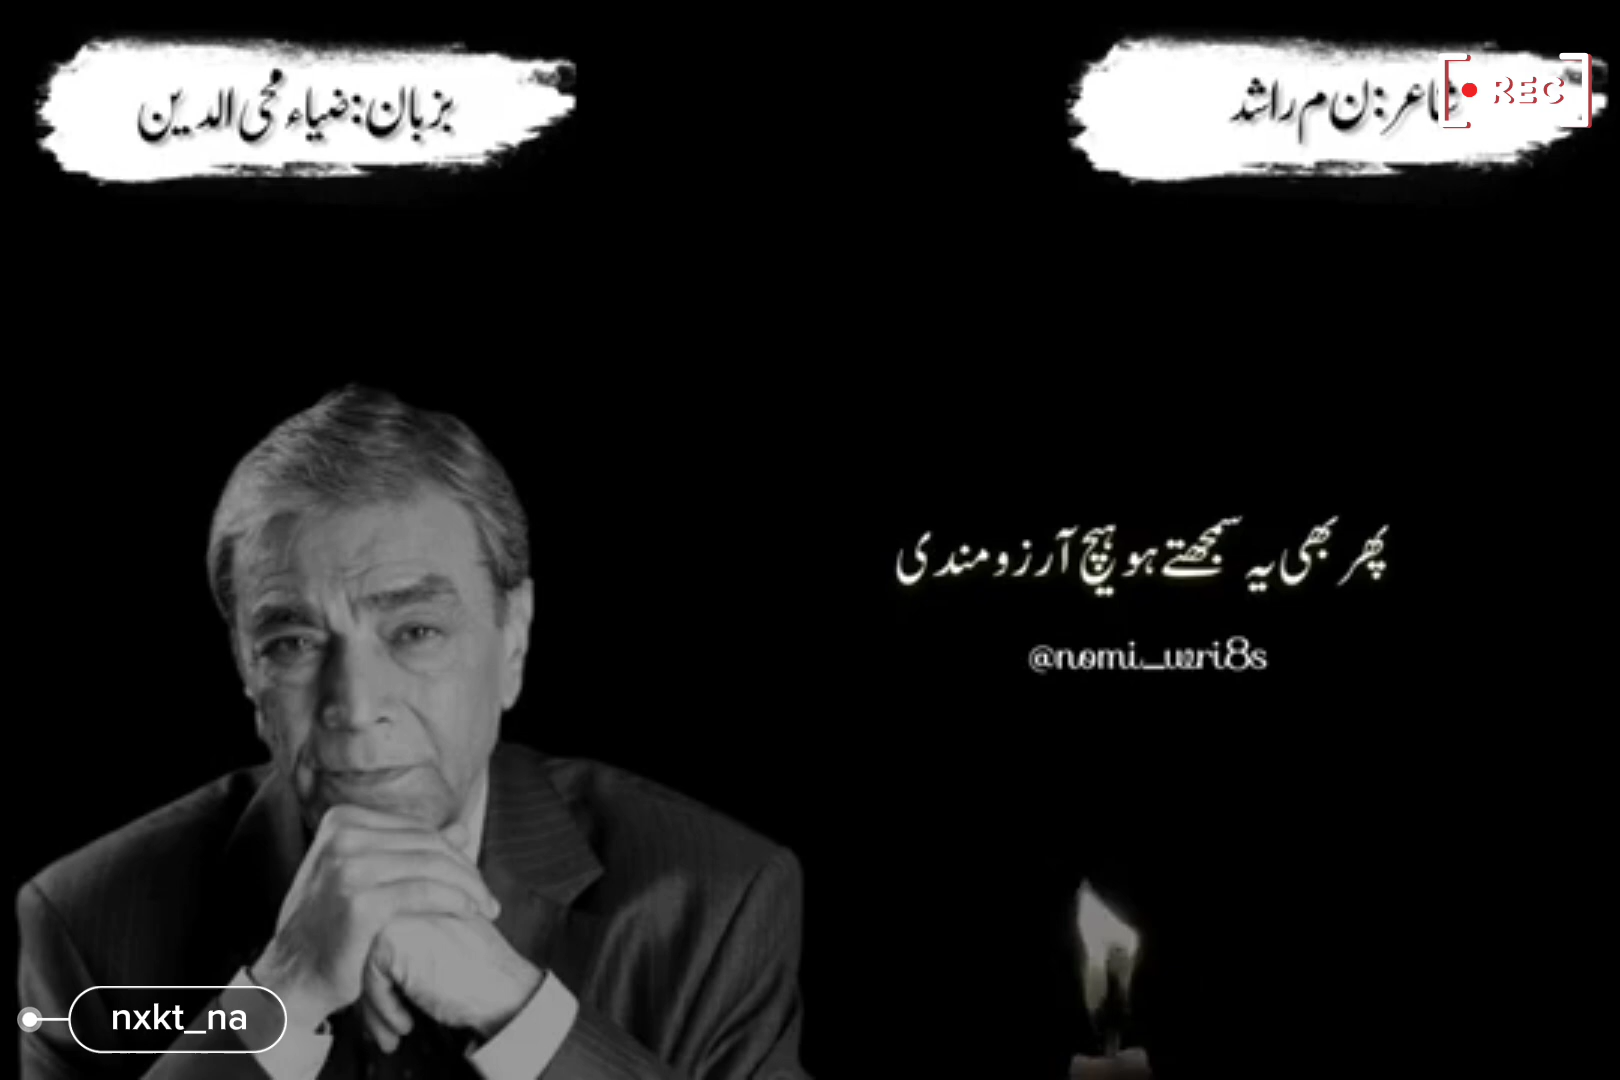 شاعر:ن م راشد
REC
بزبان:ضیاء محی الدین
پھر بھی یہ سمجھتے ہو ہیچ آرزومندی
@nomi_wri8s
nxkt_na